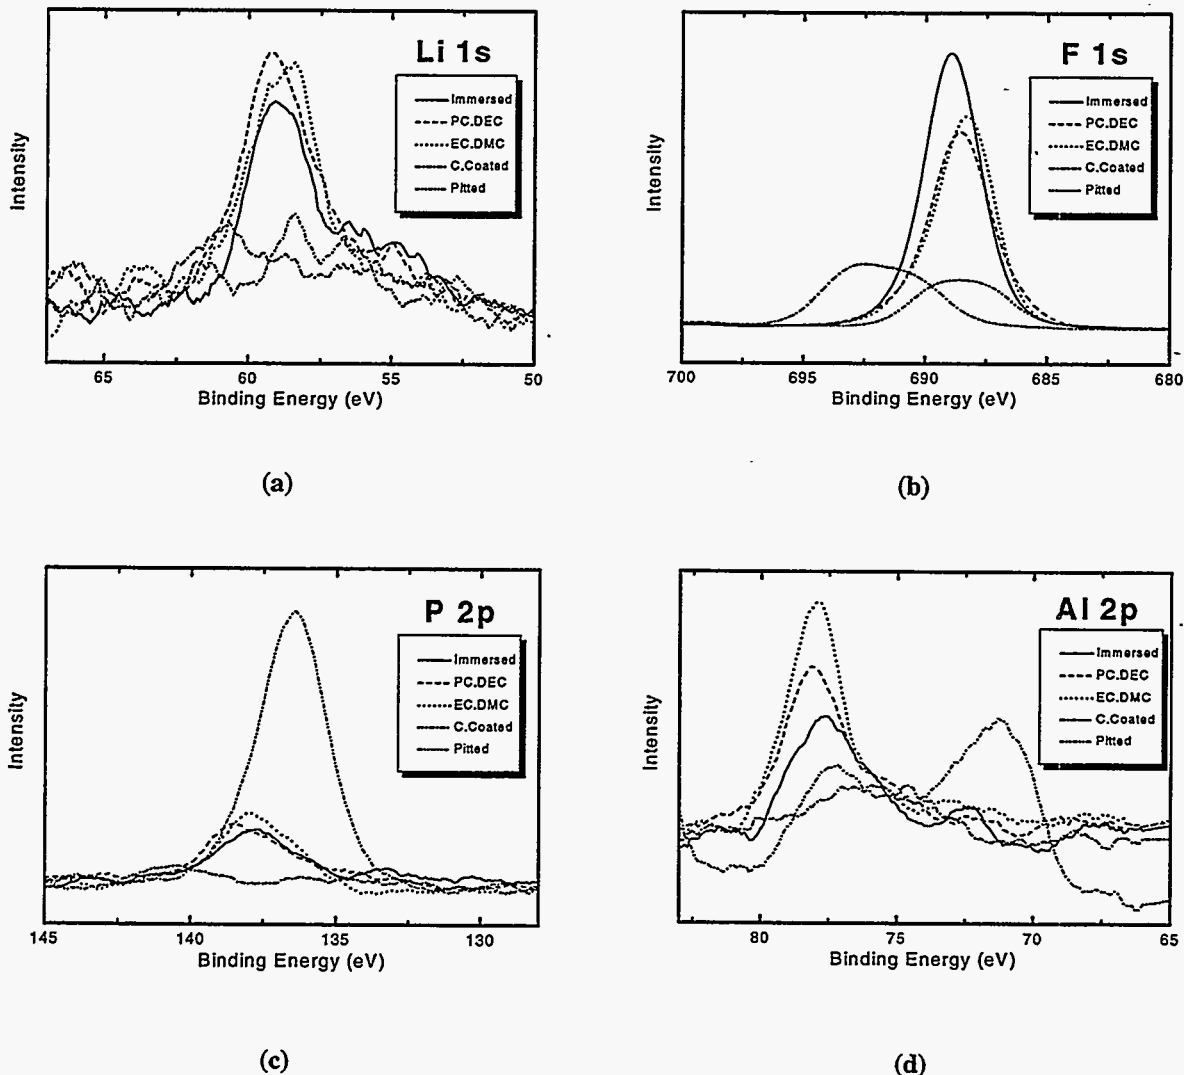 Li 1s
Immersed
PC.DEC
EC.DMC
C.Coated
Pitted
Intensity
65 60 55 50
Binding Energy (eV)
(a)
F 1s
Immersed
PC.DEC
EC.DMC
C.Coated
Pitted
Intensity
700 695 690 685 680
Binding Energy (eV)
(b)
P 2p
Immersed
PC.DEC
EC.DMC
C.Coated
Pitted
Intensity
145 140 135 130
Binding Energy (eV)
(c)
Al 2p
Immersed
PC.DEC
EC.DMC
C.Coated
Pitted
Intensity
80 75 70 65
Binding Energy (eV)
(d)